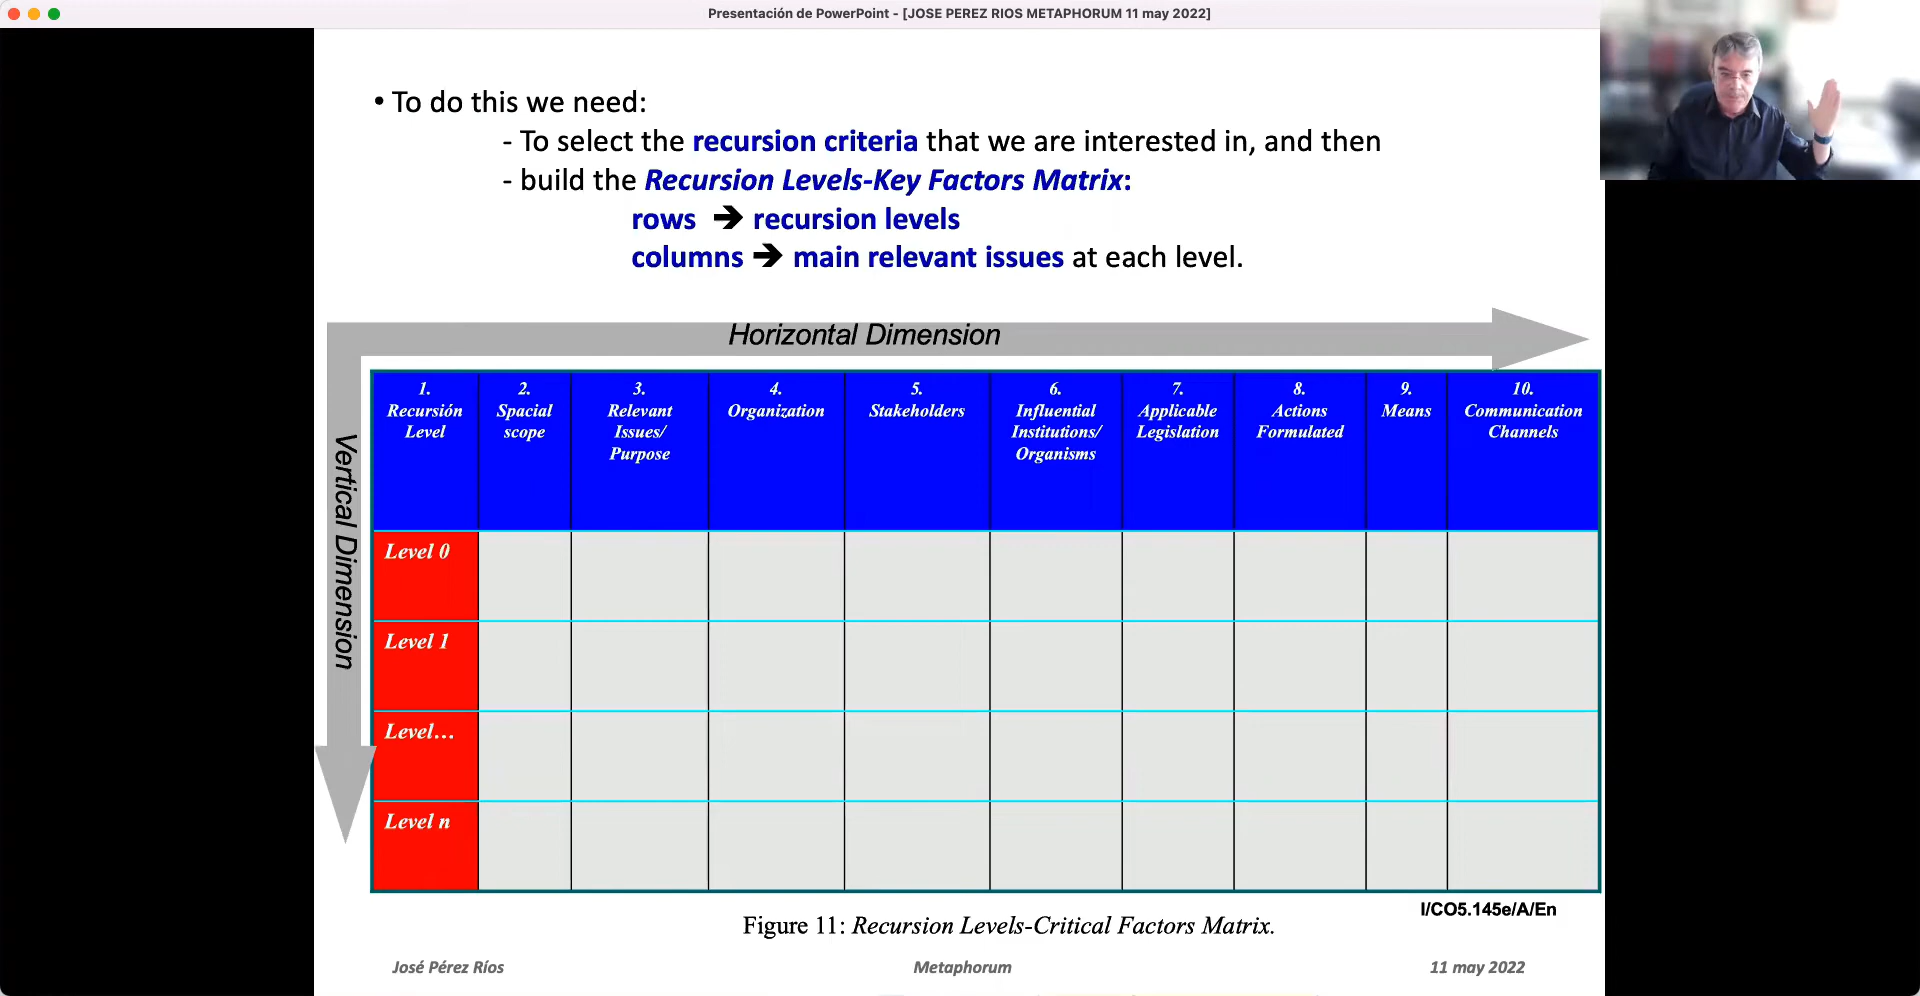 Presentación de PowerPoint - [JOSE PEREZ RIOS METAPHORUM 11 may 2022]
• To do this we need:
- To select the recursion criteria that we are interested in, and then
- build the Recursion Levels-Key Factors Matrix:
rows ➔ recursion levels
columns ➔ main relevant issues at each level.
Horizontal Dimension
Vertical Dimension
1.
Recursión
Level
2.
Spacial
scope
3.
Relevant
Issues/
Purpose
4.
Organization
5.
Stakeholders
6.
Influential
Institutions/
Organisms
7.
Applicable
Legislation
8.
Actions
Formulated
9.
Means
10.
Communication
Channels
Level 0
Level 1
Level…
Level n
I/CO5.145e/A/En
Figure 11: Recursion Levels-Critical Factors Matrix.
José Pérez Ríos
Metaphorum
11 may 2022